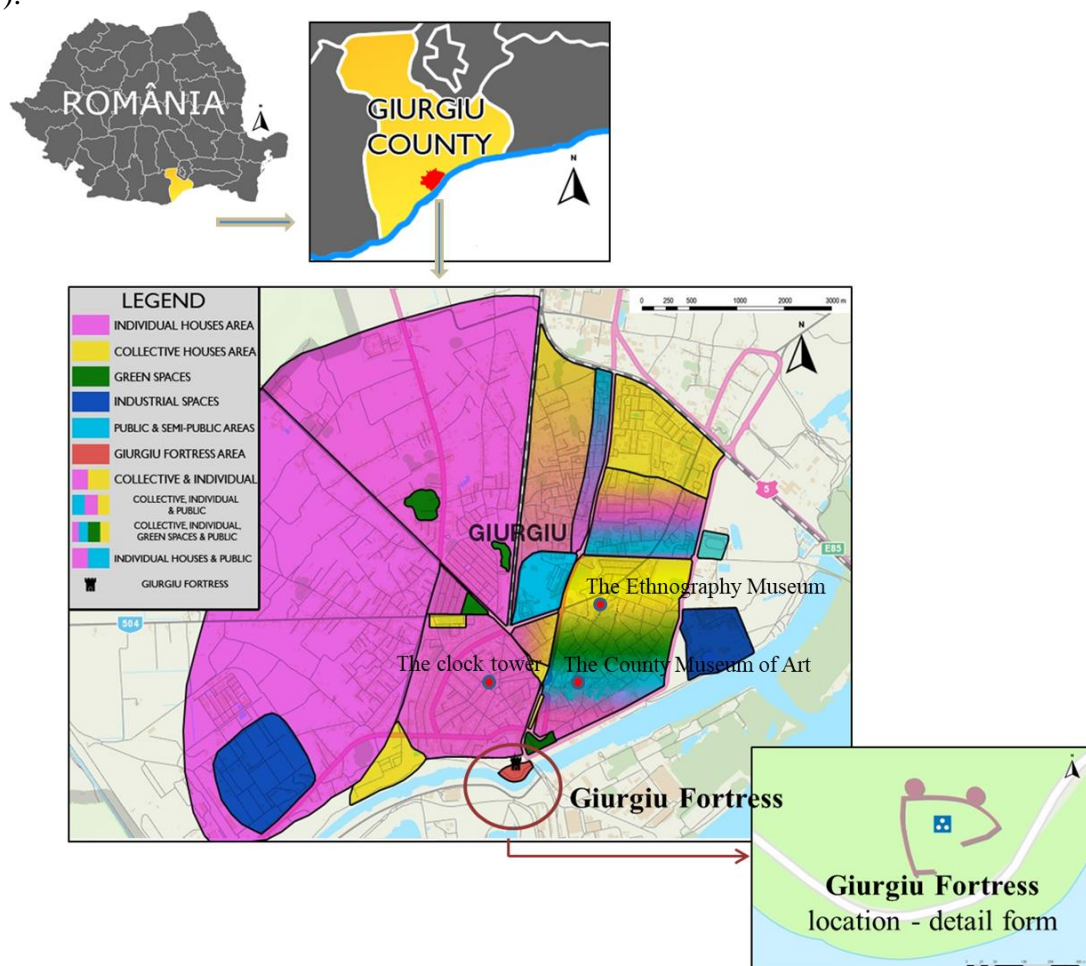 ).
ROMÂNIA
GIURGIU
COUNTY
N
LEGEND
INDIVIDUAL HOUSES AREA
COLLECTIVE HOUSES AREA
GREEN SPACES
INDUSTRIAL SPACES
PUBLIC & SEMI-PUBLIC AREAS
GIURGIU FORTRESS AREA
COLLECTIVE & INDIVIDUAL
COLLECTIVE, INDIVIDUAL
& PUBLIC
COLLECTIVE, INDIVIDUAL,
GREEN SPACES & PUBLIC
INDIVIDUAL HOUSES & PUBLIC
GIURGIU FORTRESS
0 250 500 1000 2000 3000 m
N
5
E85
GIURGIU
The Ethnography Museum
504
The clock tower
The County Museum of Art
Giurgiu Fortress
Giurgiu Fortress
location - detail form